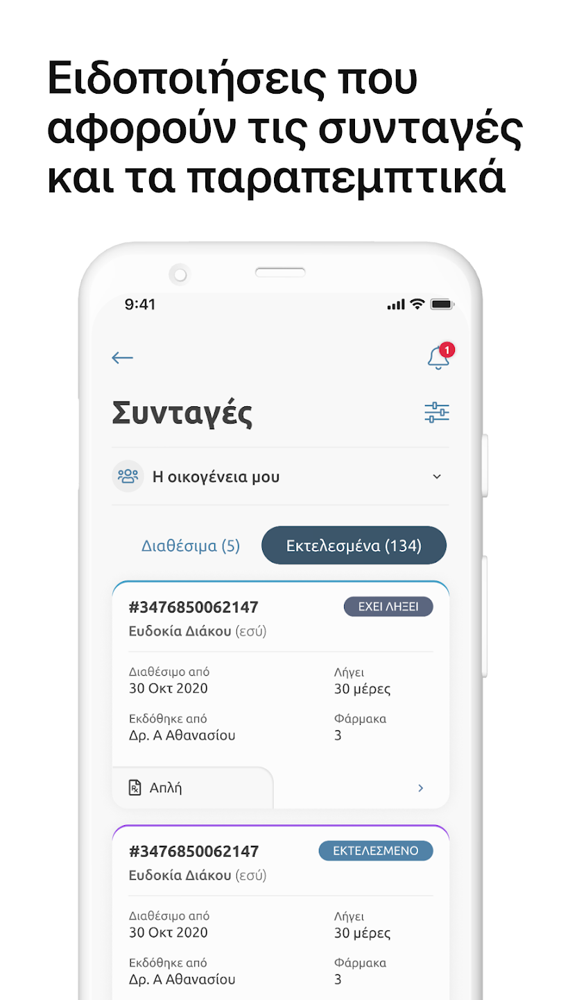 Ειδοποιήσεις που
αφορούν τις συνταγές
και τα παραπεμπτικά
9:41
1
Συνταγές
Η οικογένεια μου
Διαθέσιμα (5)
Εκτελεσμένα (134)
#3476850062147
ΕΧΕΙ ΛΗΞΕΙ
Ευδοκία Διάκου (εσύ)
Διαθέσιμο από
Λήγει
30 Οκτ 2020
30 μέρες
Εκδόθηκε από
Φάρμακα
Δρ. Α Αθανασίου
3
Απλή
#3476850062147
ΕΚΤΕΛΕΣΜΕΝΟ
Ευδοκία Διάκου (εσύ)
Διαθέσιμο από
Λήγει
30 Οκτ 2020
30 μέρες
Εκδόθηκε από
Φάρμακα
Δρ. Α Αθανασίου
3